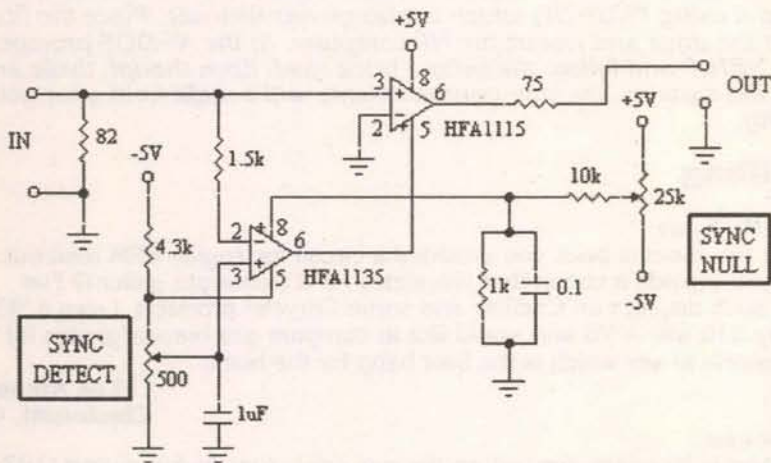 +5V
8
3
+
6
75
OUT
-
2
5
HFA1115
+5V
IN
82
-5V
1.5k
10k
25k
SYNC
NULL
-5V
2
-
8
6
4.3k
+
3
5
HFA1135
1k
0.1
SYNC
DETECT
500
1uF